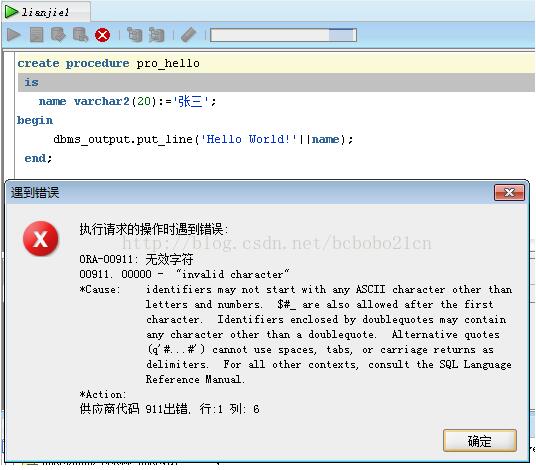 lianjie1
create procedure pro_hello
is
name varchar2(20):='张三';
begin
dbms_output.put_line('Hello World!'||name);
end;
遇到错误
执行请求的操作时遇到错误:
http://blog.csdn.net/bcbobo21cn
ORA-00911: 无效字符
00911. 00000 -  "invalid character"
*Cause:    identifiers may not start with any ASCII character other than
letters and numbers.  $#_ are also allowed after the first
character.  Identifiers enclosed by doublequotes may contain
any character other than a doublequote.  Alternative quotes
(q'#...#') cannot use spaces, tabs, or carriage returns as
delimiters.  For all other contexts, consult the SQL Language
Reference Manual.
*Action:
供应商代码 911出错, 行:1 列: 6
确定